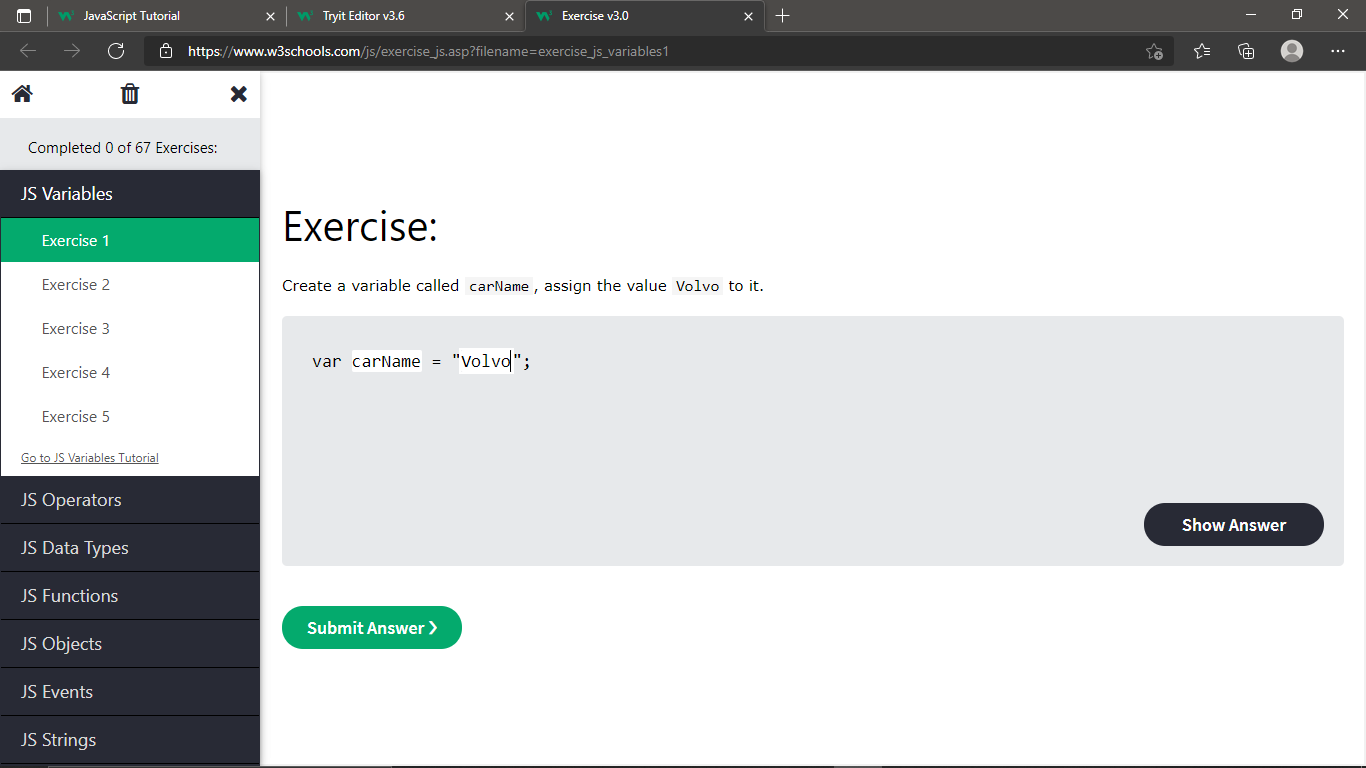 JavaScript Tutorial
Tryit Editor v3.6
Exercise v3.0
https://www.w3schools.com/js/exercise_js.asp?filename=exercise_js_variables1
Completed 0 of 67 Exercises:
JS Variables
Exercise 1
Exercise 2
Exercise 3
Exercise 4
Exercise 5
Go to JS Variables Tutorial
JS Operators
JS Data Types
JS Functions
JS Objects
JS Events
JS Strings
Exercise:
Create a variable called carName, assign the value Volvo to it.
var carName = "Volvo";
Show Answer
Submit Answer ❯